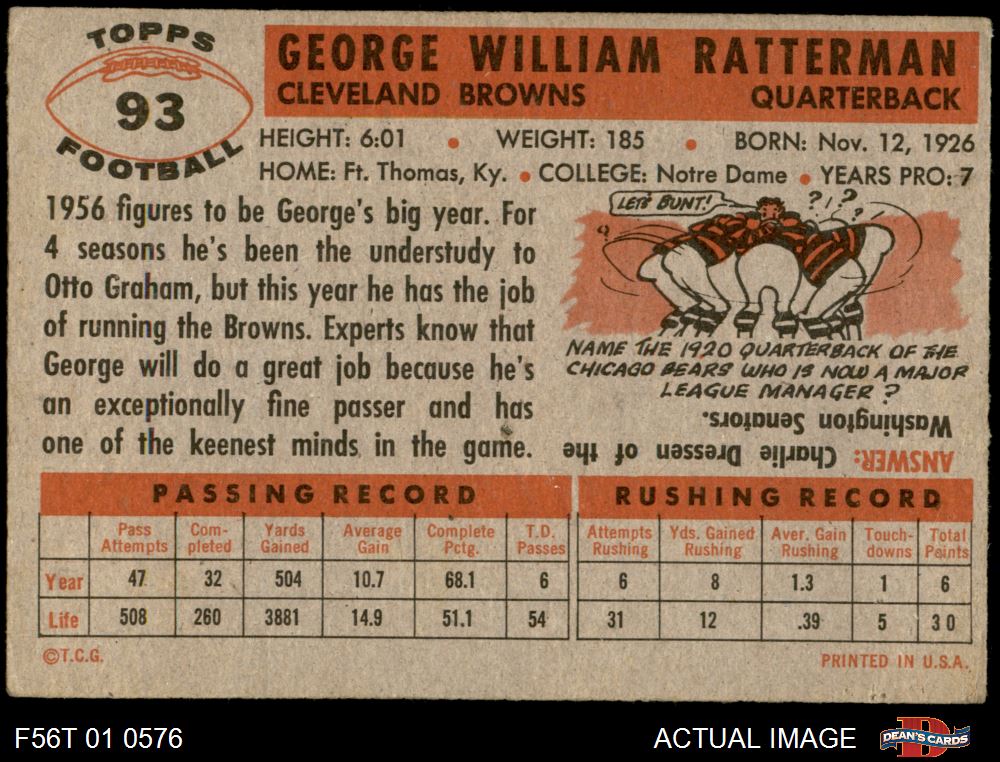 TOPPS
93
FOOTBALL
GEORGE WILLIAM RATTERMAN
CLEVELAND BROWNS QUARTERBACK
HEIGHT: 6:01 • WEIGHT: 185 • BORN: Nov. 12, 1926
HOME: Ft. Thomas, Ky. • COLLEGE: Notre Dame • YEARS PRO: 7
1956 figures to be George's big year. For
4 seasons he's been the understudy to
Otto Graham, but this year he has the job
of running the Browns. Experts know that
George will do a great job because he's
an exceptionally fine passer and has
one of the keenest minds in the game.
LET'S BUNT!
?!?
?
NAME THE 1920 QUARTERBACK OF THE
CHICAGO BEARS WHO IS NOW A MAJOR
LEAGUE MANAGER?
ANSWER: Charlie Dressen of the
Washington Senators.
PASSING RECORD
Pass Attempts Com-pleted Yards Gained Average Gain Complete Pctg. T.D. Passes
Year 47 32 504 10.7 68.1 6
Life 508 260 3881 14.9 51.1 54
RUSHING RECORD
Attempts Rushing Yds. Gained Rushing Aver. Gain Rushing Touch-downs Total Points
6 8 1.3 1 6
31 12 .39 5 30
©T.C.G. PRINTED IN U.S.A.
F56T 01 0576 ACTUAL IMAGE DEAN'S CARDS